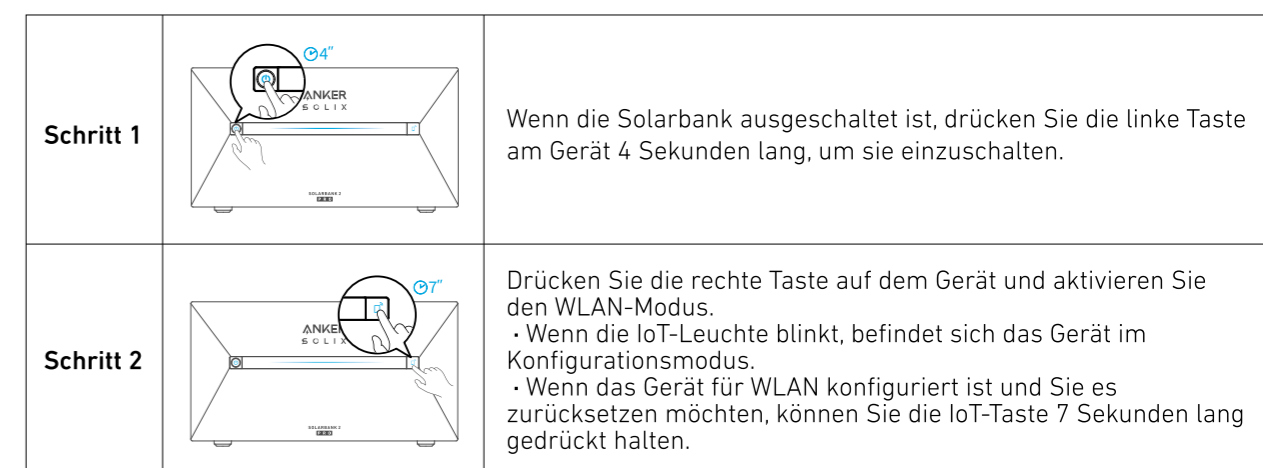 Schritt 1
4"
ANKER
SOLIX
SOLARBANK 2
PRO
Wenn die Solarbank ausgeschaltet ist, drücken Sie die linke Taste
am Gerät 4 Sekunden lang, um sie einzuschalten.
Schritt 2
7"
ANKE
SOLIX
SOLARBANK 2
PRO
Drücken Sie die rechte Taste auf dem Gerät und aktivieren Sie
den WLAN-Modus.
· Wenn die IoT-Leuchte blinkt, befindet sich das Gerät im
Konfigurationsmodus.
· Wenn das Gerät für WLAN konfiguriert ist und Sie es
zurücksetzen möchten, können Sie die IoT-Taste 7 Sekunden lang
gedrückt halten.